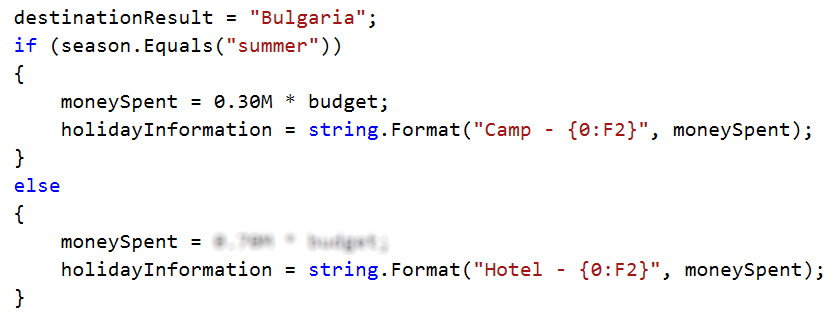 destinationResult = "Bulgaria";
if (season.Equals("summer"))
{
    moneySpent = 0.30M * budget;
    holidayInformation = string.Format("Camp - {0:F2}", moneySpent);
}
else
{
    moneySpent =
    holidayInformation = string.Format("Hotel - {0:F2}", moneySpent);
}